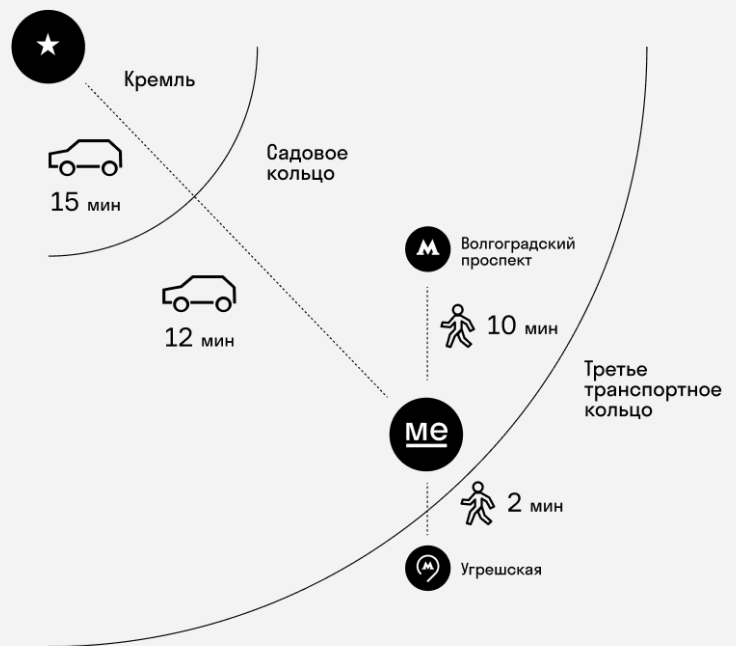 Кремль
Садовое
кольцо
15 мин
Волгоградский
проспект
12 мин
10 мин
Третье
транспортное
кольцо
ме
2 мин
Угрешская